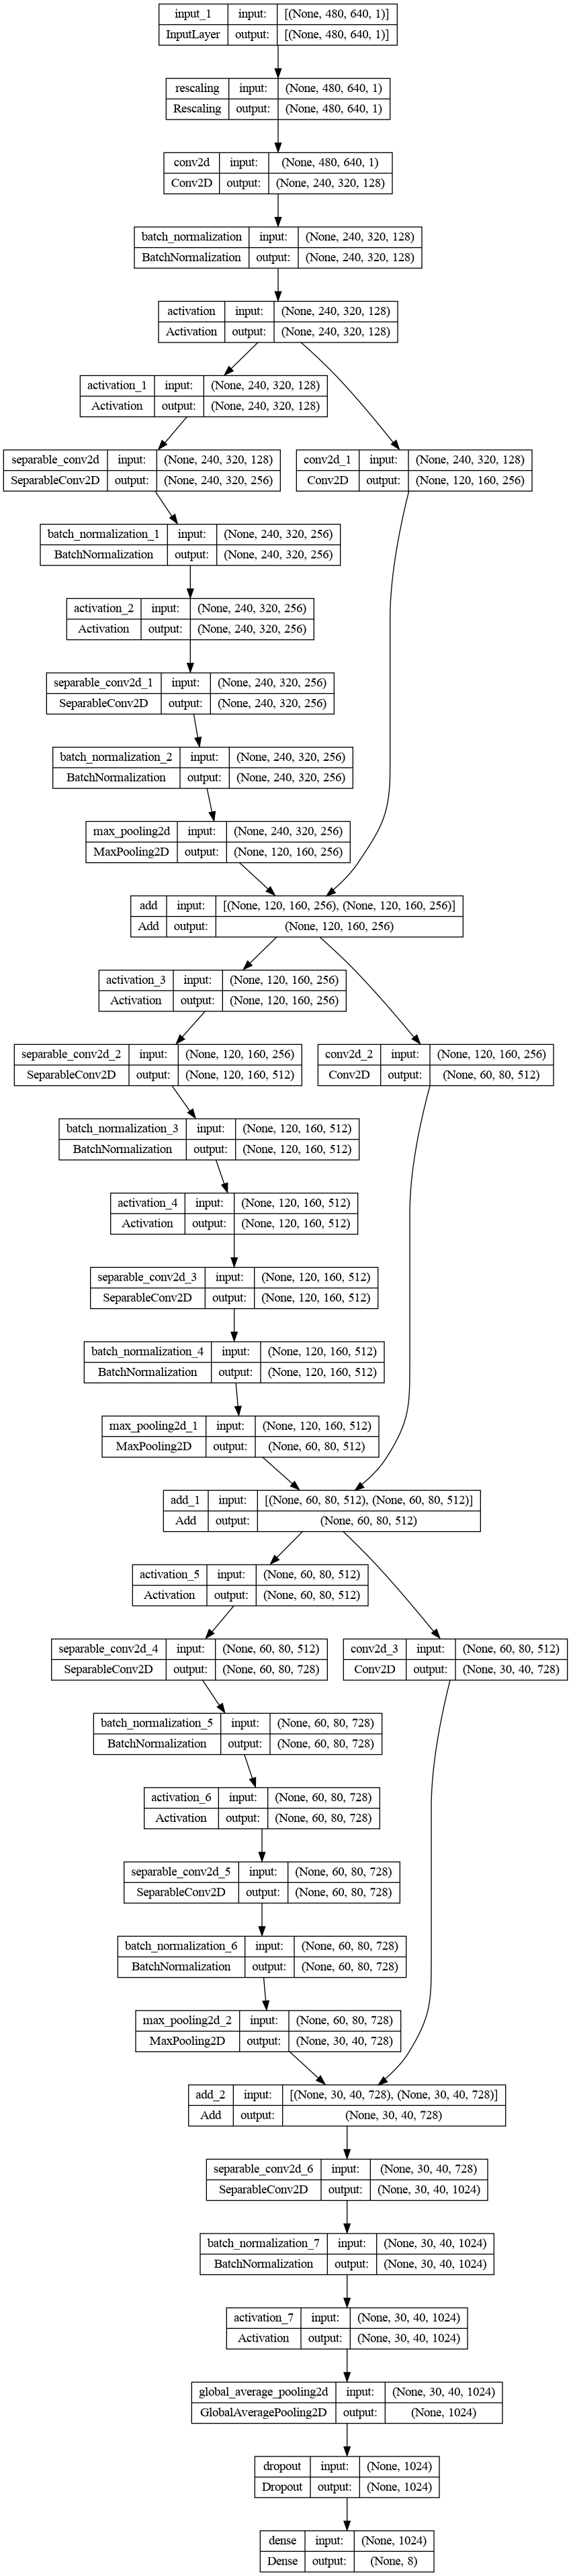 input_1 input: [(None, 480, 640, 1)]
InputLayer output: [(None, 480, 640, 1)]
rescaling input: (None, 480, 640, 1)
Rescaling output: (None, 480, 640, 1)
conv2d input: (None, 480, 640, 1)
Conv2D output: (None, 240, 320, 128)
batch_normalization input: (None, 240, 320, 128)
BatchNormalization output: (None, 240, 320, 128)
activation input: (None, 240, 320, 128)
Activation output: (None, 240, 320, 128)
activation_1 input: (None, 240, 320, 128)
Activation output: (None, 240, 320, 128)
separable_conv2d input: (None, 240, 320, 128)
SeparableConv2D output: (None, 240, 320, 256)
conv2d_1 input: (None, 240, 320, 128)
Conv2D output: (None, 120, 160, 256)
batch_normalization_1 input: (None, 240, 320, 256)
BatchNormalization output: (None, 240, 320, 256)
activation_2 input: (None, 240, 320, 256)
Activation output: (None, 240, 320, 256)
separable_conv2d_1 input: (None, 240, 320, 256)
SeparableConv2D output: (None, 240, 320, 256)
batch_normalization_2 input: (None, 240, 320, 256)
BatchNormalization output: (None, 240, 320, 256)
max_pooling2d input: (None, 240, 320, 256)
MaxPooling2D output: (None, 120, 160, 256)
add input: [(None, 120, 160, 256), (None, 120, 160, 256)]
Add output: (None, 120, 160, 256)
activation_3 input: (None, 120, 160, 256)
Activation output: (None, 120, 160, 256)
separable_conv2d_2 input: (None, 120, 160, 256)
SeparableConv2D output: (None, 120, 160, 512)
conv2d_2 input: (None, 120, 160, 256)
Conv2D output: (None, 60, 80, 512)
batch_normalization_3 input: (None, 120, 160, 512)
BatchNormalization output: (None, 120, 160, 512)
activation_4 input: (None, 120, 160, 512)
Activation output: (None, 120, 160, 512)
separable_conv2d_3 input: (None, 120, 160, 512)
SeparableConv2D output: (None, 120, 160, 512)
batch_normalization_4 input: (None, 120, 160, 512)
BatchNormalization output: (None, 120, 160, 512)
max_pooling2d_1 input: (None, 120, 160, 512)
MaxPooling2D output: (None, 60, 80, 512)
add_1 input: [(None, 60, 80, 512), (None, 60, 80, 512)]
Add output: (None, 60, 80, 512)
activation_5 input: (None, 60, 80, 512)
Activation output: (None, 60, 80, 512)
separable_conv2d_4 input: (None, 60, 80, 512)
SeparableConv2D output: (None, 60, 80, 728)
conv2d_3 input: (None, 60, 80, 512)
Conv2D output: (None, 30, 40, 728)
batch_normalization_5 input: (None, 60, 80, 728)
BatchNormalization output: (None, 60, 80, 728)
activation_6 input: (None, 60, 80, 728)
Activation output: (None, 60, 80, 728)
separable_conv2d_5 input: (None, 60, 80, 728)
SeparableConv2D output: (None, 60, 80, 728)
batch_normalization_6 input: (None, 60, 80, 728)
BatchNormalization output: (None, 60, 80, 728)
max_pooling2d_2 input: (None, 60, 80, 728)
MaxPooling2D output: (None, 30, 40, 728)
add_2 input: [(None, 30, 40, 728), (None, 30, 40, 728)]
Add output: (None, 30, 40, 728)
separable_conv2d_6 input: (None, 30, 40, 728)
SeparableConv2D output: (None, 30, 40, 1024)
batch_normalization_7 input: (None, 30, 40, 1024)
BatchNormalization output: (None, 30, 40, 1024)
activation_7 input: (None, 30, 40, 1024)
Activation output: (None, 30, 40, 1024)
global_average_pooling2d input: (None, 30, 40, 1024)
GlobalAveragePooling2D output: (None, 1024)
dropout input: (None, 1024)
Dropout output: (None, 1024)
dense input: (None, 1024)
Dense output: (None, 8)